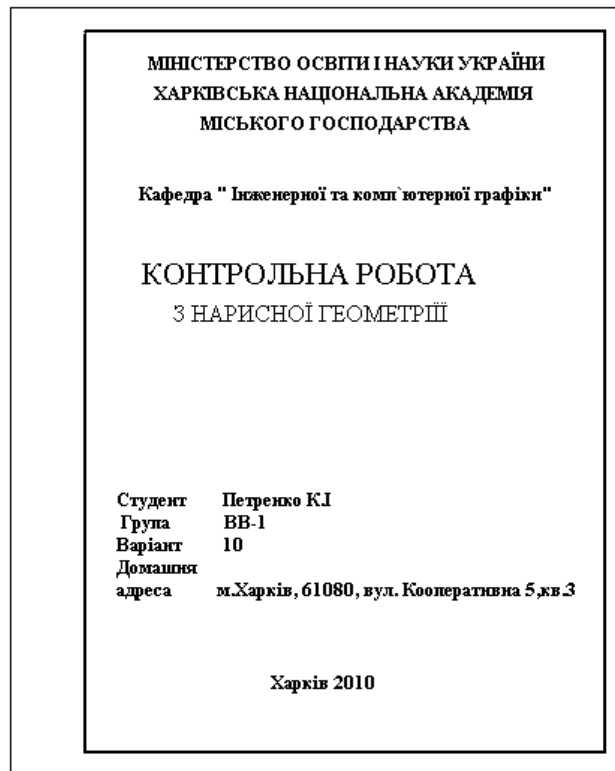 МІНІСТЕРСТВО ОСВІТИ І НАУКИ УКРАЇНИ
ХАРКІВСЬКА НАЦІОНАЛЬНА АКАДЕМІЯ
МІСЬКОГО ГОСПОДАРСТВА
Кафедра " Інженерної та комп`ютерної графіки"
КОНТРОЛЬНА РОБОТА
З НАРИСНОЇ ГЕОМЕТРІЇЇ
Студент Петренко К.І
Група ВВ-1
Варіант 10
Домашня
адреса м.Харків, 61080, вул. Кооперативна 5,кв.3
Харків 2010